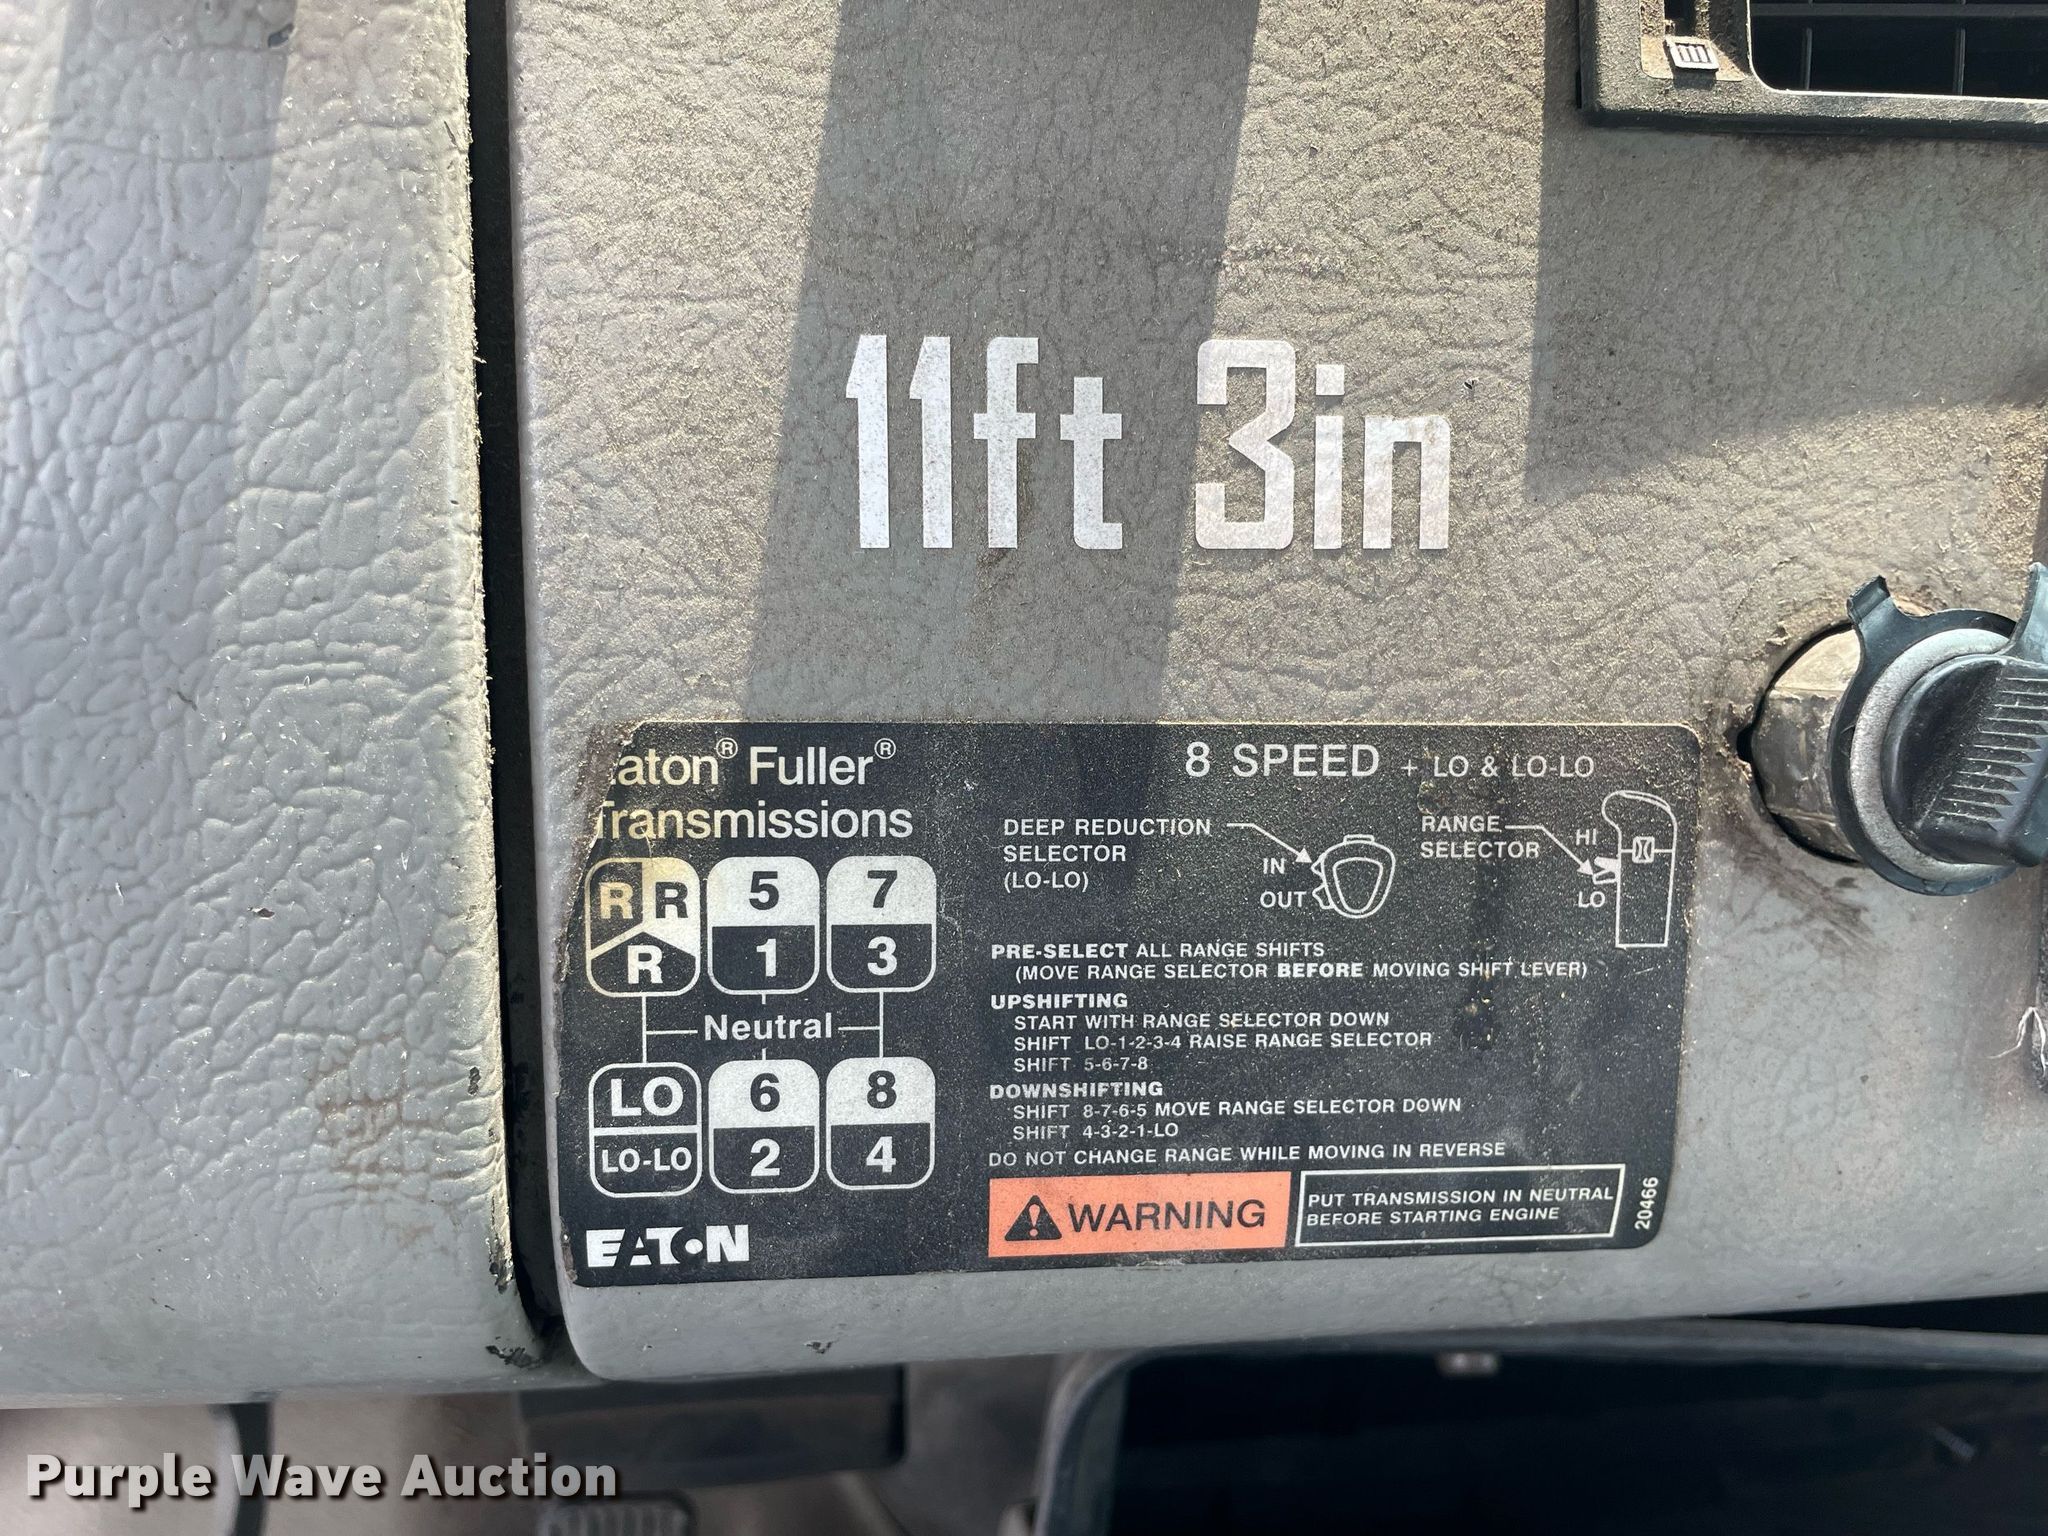 11ft 3in
Eaton® Fuller®
Transmissions
8 SPEED + LO & LO-LO
DEEP REDUCTION
SELECTOR
(LO-LO)
IN
OUT
RANGE
SELECTOR
HI
LO
R R 5 7
R 1 3
Neutral
LO 6 8
LO-LO 2 4
PRE-SELECT ALL RANGE SHIFTS
(MOVE RANGE SELECTOR BEFORE MOVING SHIFT LEVER)
UPSHIFTING
START WITH RANGE SELECTOR DOWN
SHIFT LO-1-2-3-4 RAISE RANGE SELECTOR
SHIFT 5-6-7-8
DOWNSHIFTING
SHIFT 8-7-6-5 MOVE RANGE SELECTOR DOWN
SHIFT 4-3-2-1-LO
DO NOT CHANGE RANGE WHILE MOVING IN REVERSE
WARNING
PUT TRANSMISSION IN NEUTRAL
BEFORE STARTING ENGINE
20466
EATON
Purple Wave Auction